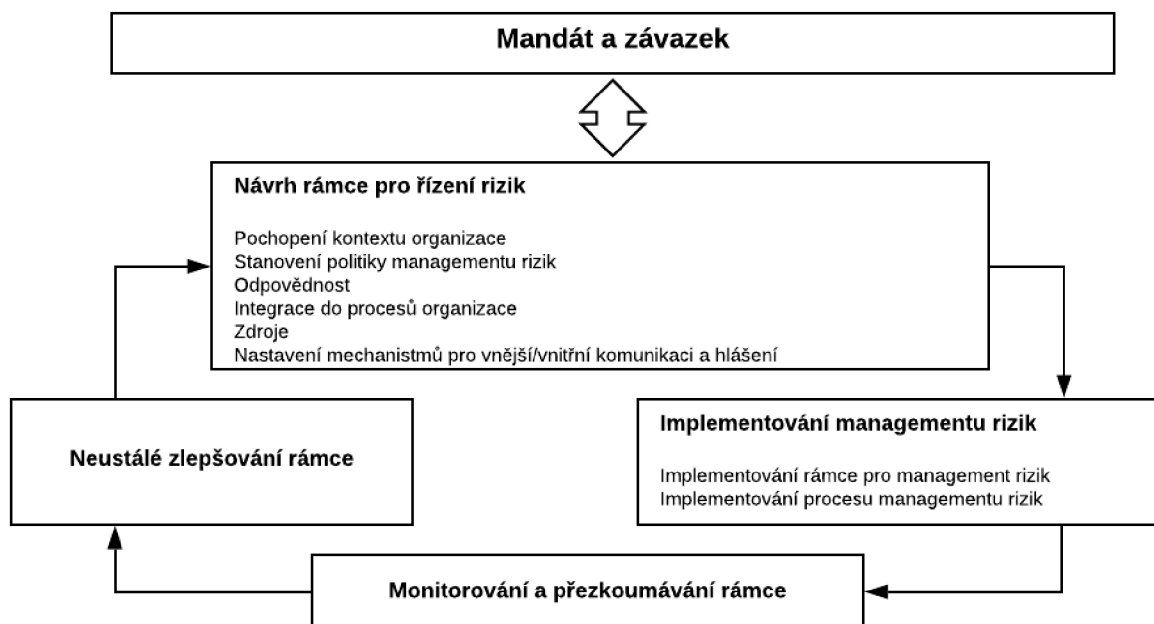 Mandát a závazek
Návrh rámce pro řízení rizik
Pochopení kontextu organizace
Stanovení politiky managementu rizik
Odpovědnost
Integrace do procesů organizace
Zdroje
Nastavení mechanistmů pro vnější/vnitřní komunikaci a hlášení
Implementování managementu rizik
Implementování rámce pro management rizik
Implementování procesu managementu rizik
Neustálé zlepšování rámce
Monitorování a přezkoumávání rámce